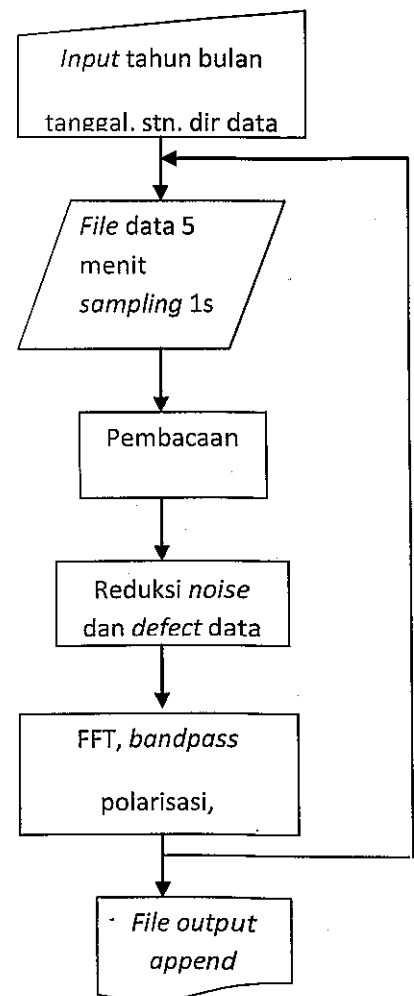 Input tahun bulan
tanggal. stn. dir data
File data 5
menit
sampling 1s
Pembacaan
Reduksi noise
dan defect data
FFT, bandpass
polarisasi,
File output
append